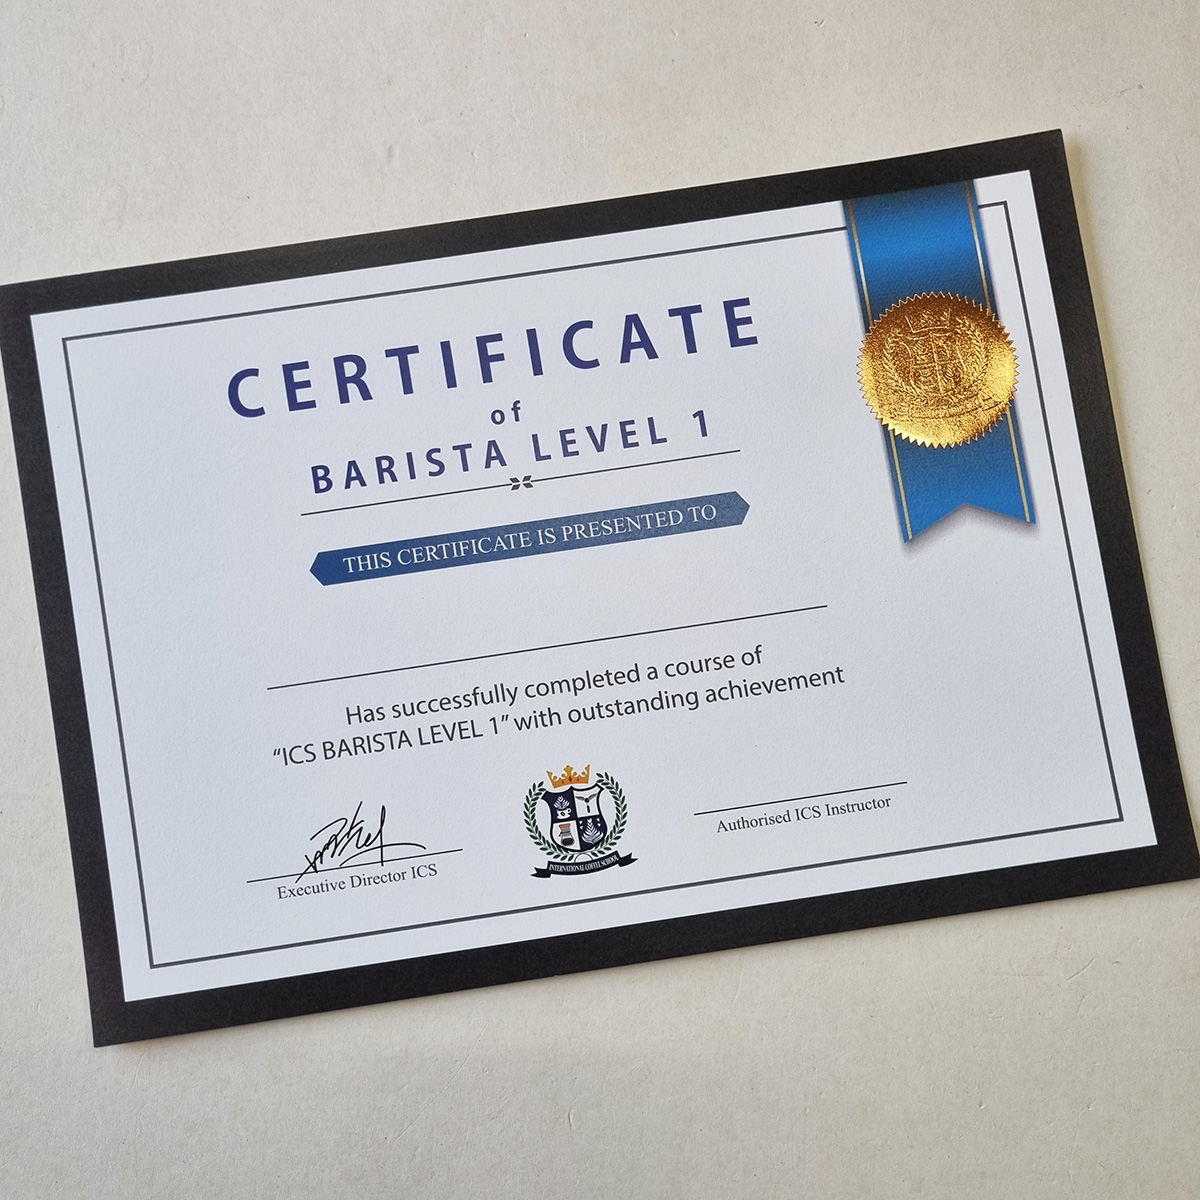 CERTIFICATE
of
BARISTA LEVEL 1
THIS CERTIFICATE IS PRESENTED TO
Has successfully completed a course of
“ICS BARISTA LEVEL 1” with outstanding achievement
Executive Director ICS
INTERNATIONAL COFFEE SCHOOL
Authorised ICS Instructor